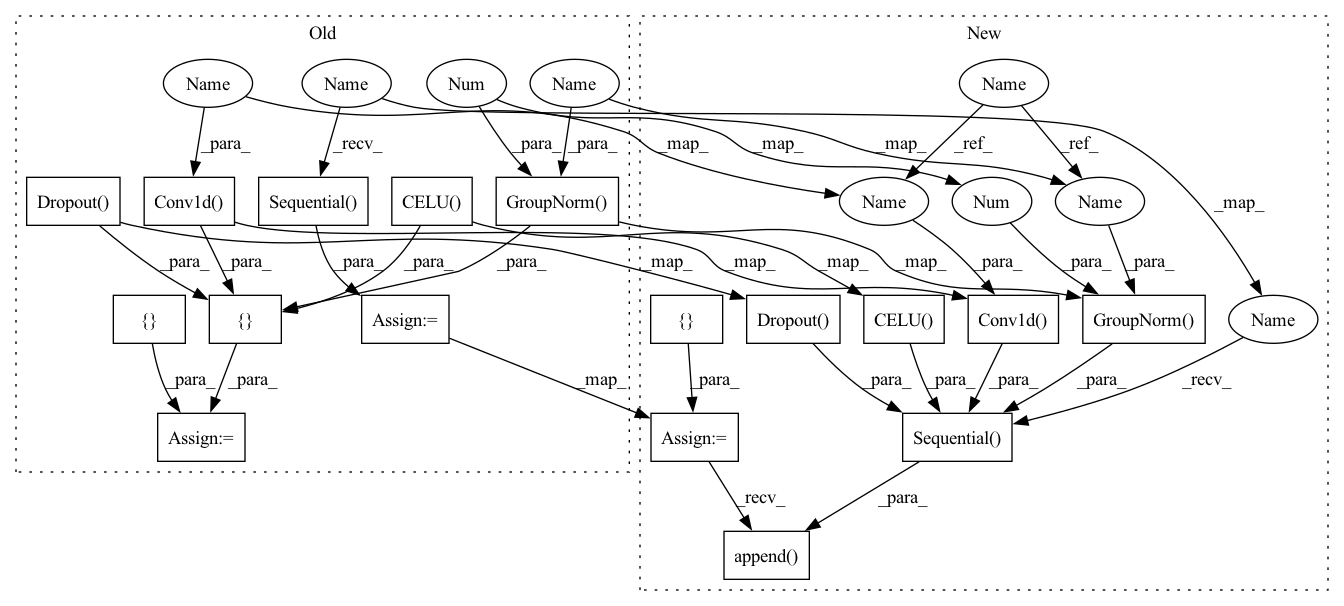 Old
New
Name
Name
Num
Name
Name
_para_
_recv_
_para_
_para_
_map_
_map_
_map_
_ref_
_ref_
Dropout()
Conv1d()
Sequential()
CELU()
GroupNorm()
Name
Num
Name
_map_
_para_
_para_
_para_
_para_
_para_
_map_
_map_
_map_
_map_
_para_
_para_
_para_
{}
{}
Assign:=
{}
Dropout()
CELU()
Conv1d()
GroupNorm()
Name
_para_
_para_
_map_
_para_
_para_
_para_
_para_
_para_
_recv_
Assign:=
Assign:=
Sequential()
_recv_
_para_
append()